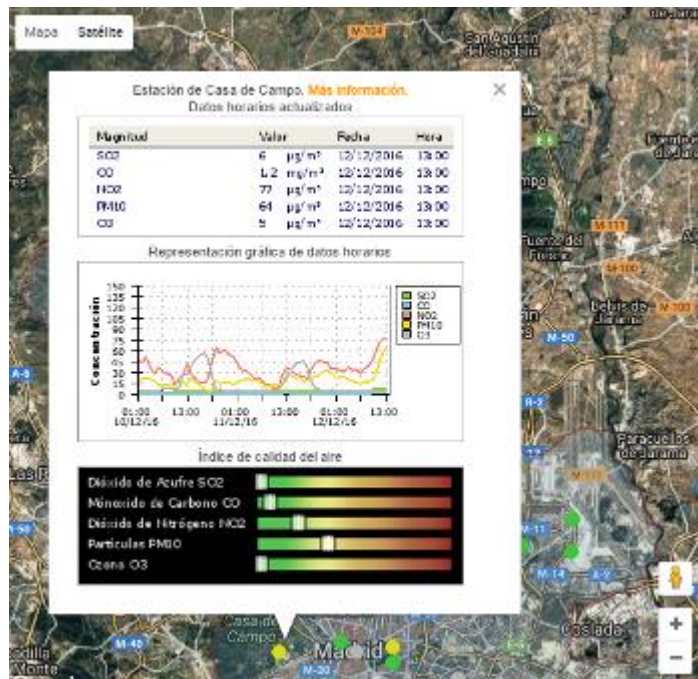 Mapa Satélite
M-104
San Agustín
del Guadalix
Estación de Casa de Campo. Más información.
Datos horarios actualizados
Magnitud Valor Fecha Hora
SO2 6 µg/m³ 12/12/2016 13:00
CO 1,2 mg/m³ 12/12/2016 13:00
NO2 77 µg/m³ 12/12/2016 13:00
PM10 64 µg/m³ 12/12/2016 13:00
O3 5 µg/m³ 12/12/2016 13:00
Fuente del
Fresno
M-111
M-100
Representación gráfica de datos horarios
150
135
120
105
90
75
60
45
30
15
0
Concentración
SO2
CO
NO2
PM10
O3
01:00 13:00 01:00 13:00 01:00 13:00
10/12/16 11/12/16 12/12/16
M-100
M-50
A-6
R-2
Paracuellos
de Jarama
Índice de calidad del aire
Dióxido de Azufre SO2
Monóxido de Carbono CO
Dióxido de Nitrógeno NO2
Partículas PM10
Ozono O3
M-11
M-14
A-2
Casa de
Campo
Madrid
Coslada
M-40
M-30
Monte
+
−